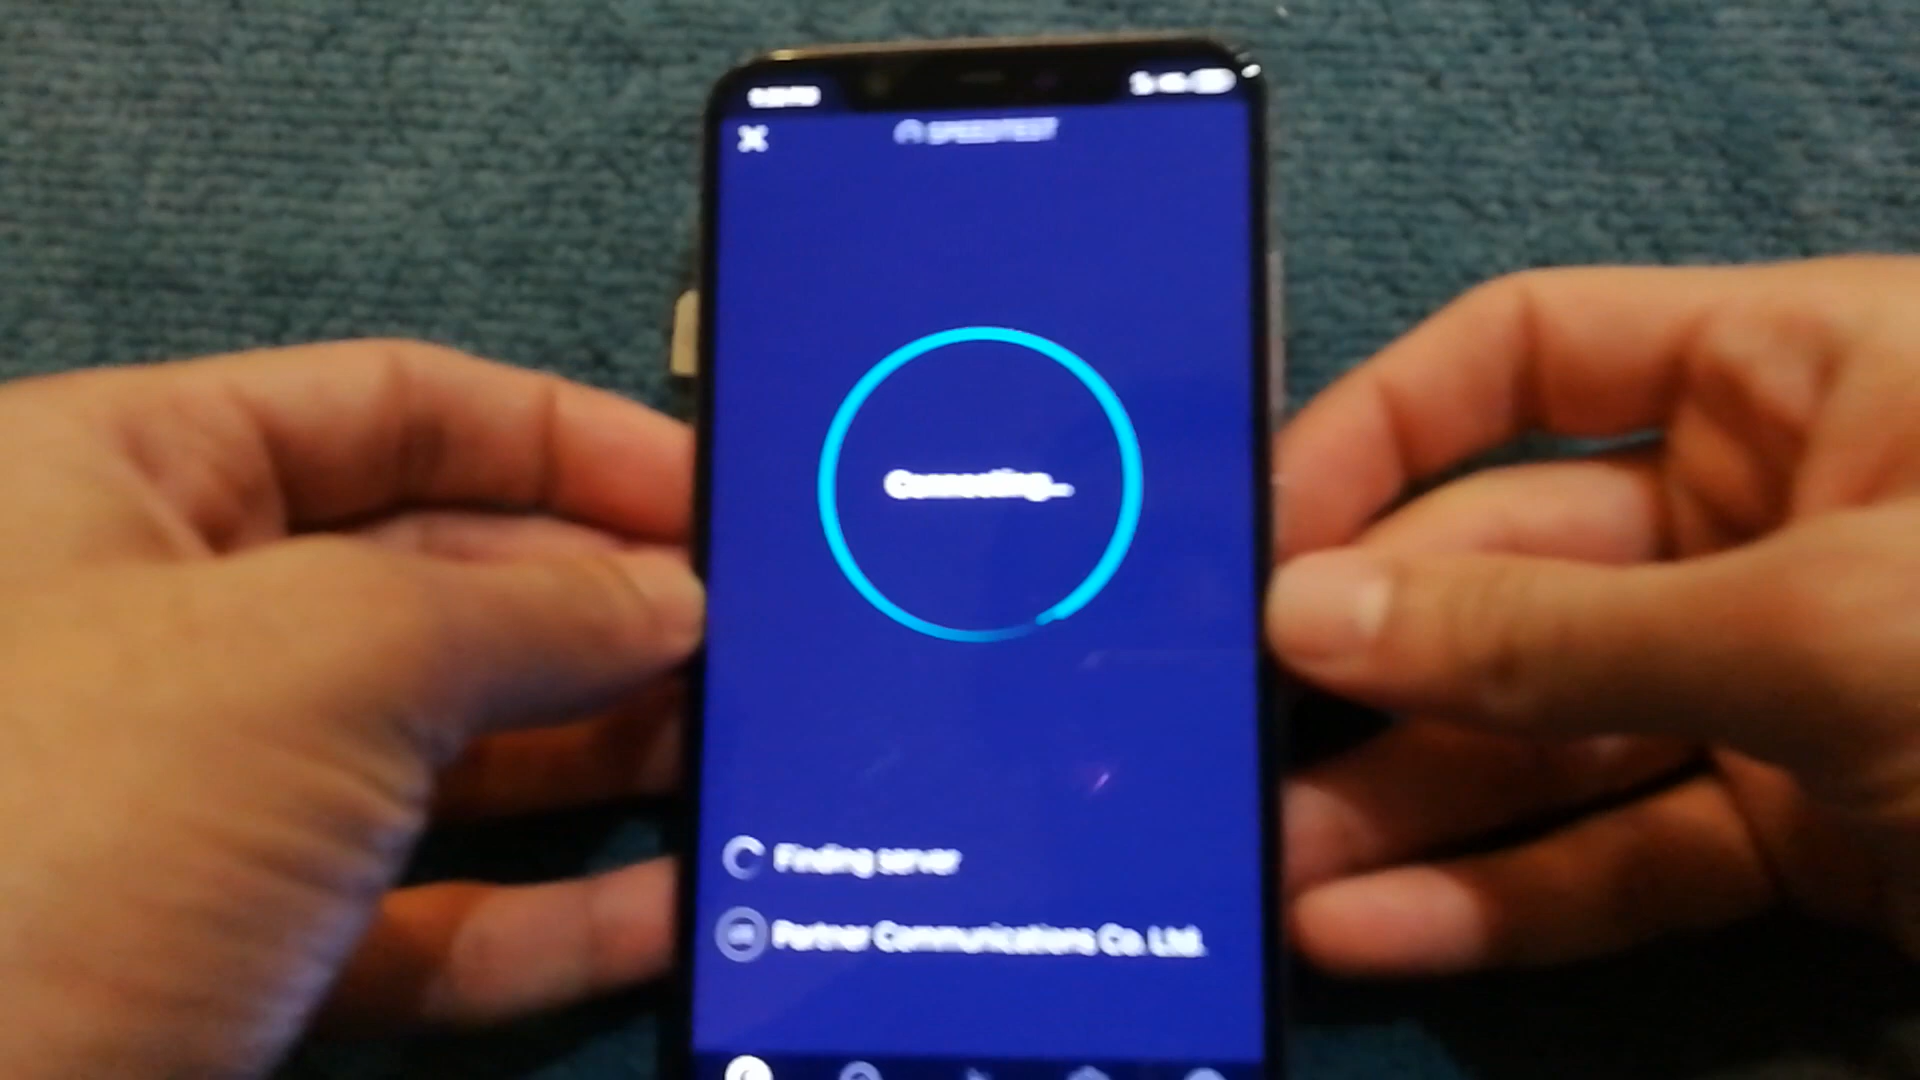 SPEEDTEST
Connecting...
Finding server
Partner Communications Co. Ltd.